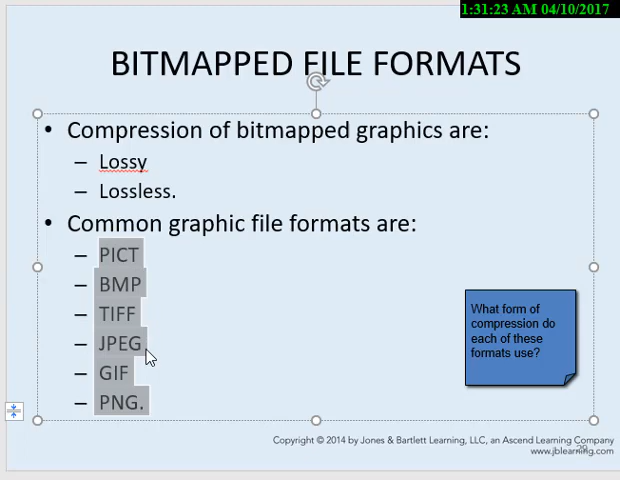 1:31:23 AM 04/10/2017
BITMAPPED FILE FORMATS
• Compression of bitmapped graphics are:
– Lossy
– Lossless.
• Common graphic file formats are:
– PICT
– BMP
– TIFF
– JPEG
– GIF
– PNG.
What form of
compression do
each of these
formats use?
Copyright © 2014 by Jones & Bartlett Learning, LLC, an Ascend Learning Company
www.jblearning.com